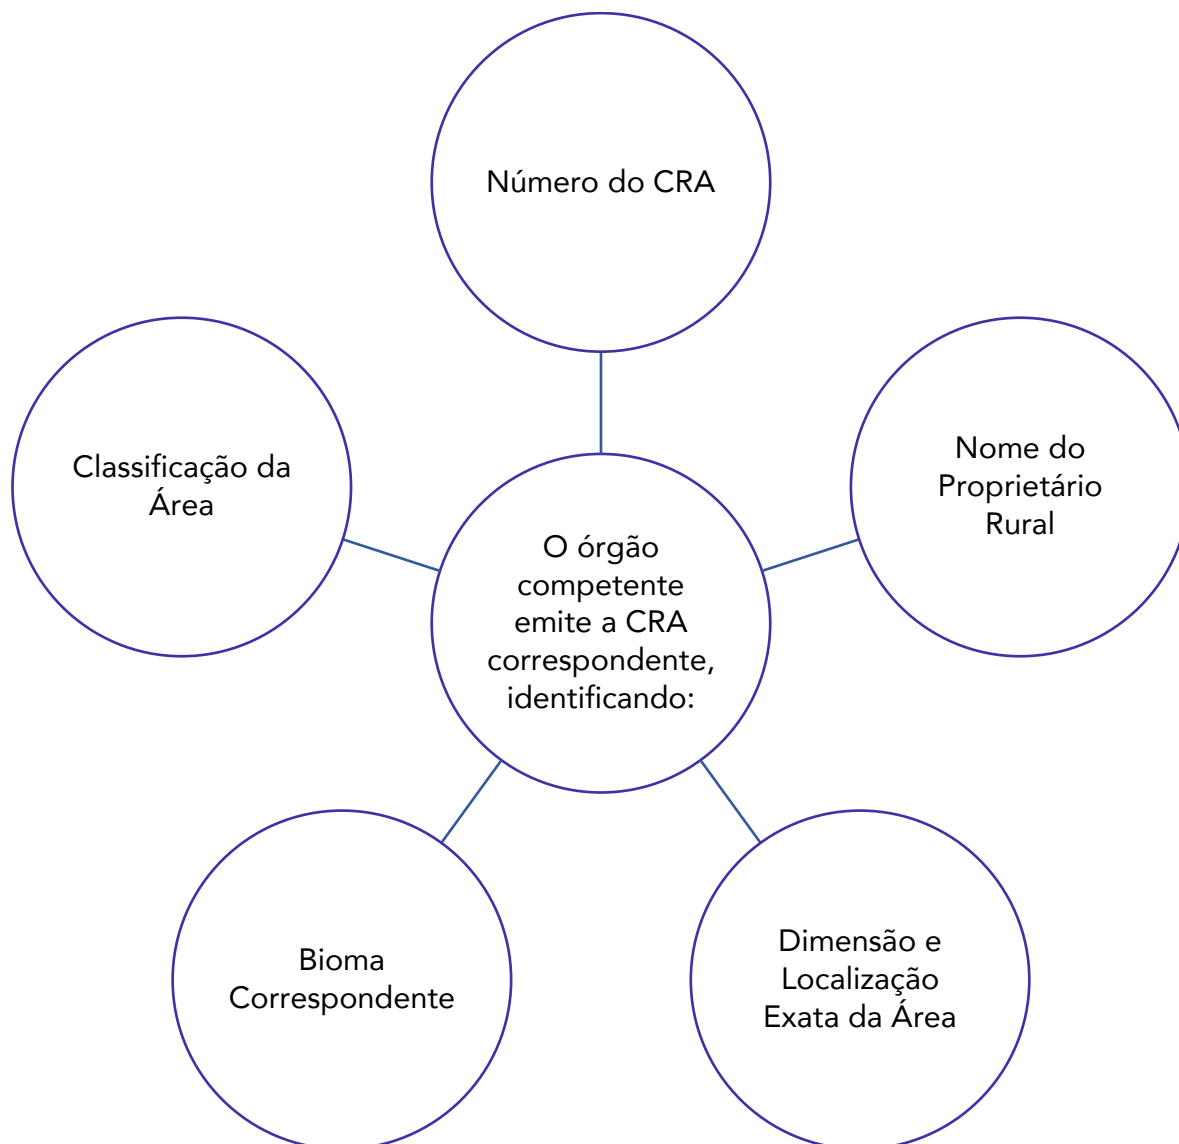 Número do CRA
Nome do
Proprietário
Rural
Classificação da
Área
O órgão
competente
emite a CRA
correspondente,
identificando:
Dimensão e
Localização
Exata da Área
Bioma
Correspondente